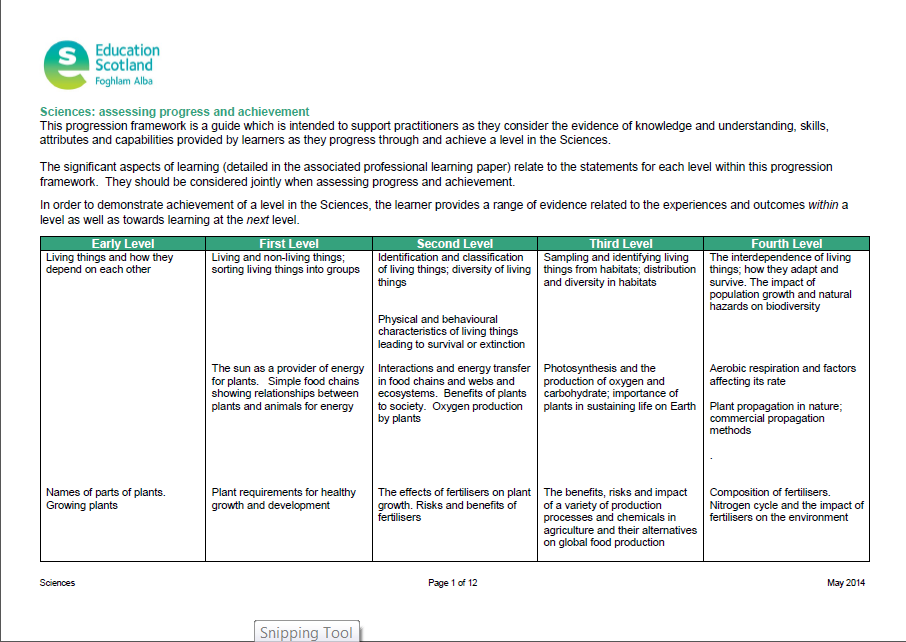 Education
Scotland
Foghlam Alba
Sciences: assessing progress and achievement
This progression framework is a guide which is intended to support practitioners as they consider the evidence of knowledge and understanding, skills,
attributes and capabilities provided by learners as they progress through and achieve a level in the Sciences.
The significant aspects of learning (detailed in the associated professional learning paper) relate to the statements for each level within this progression
framework. They should be considered jointly when assessing progress and achievement.
In order to demonstrate achievement of a level in the Sciences, the learner provides a range of evidence related to the experiences and outcomes within a
level as well as towards learning at the next level.
Early Level
First Level
Second Level
Third Level
Fourth Level
Living things and how they
depend on each other
Living and non-living things;
sorting living things into groups
Identification and classification
of living things; diversity of living
things
Physical and behavioural
characteristics of living things
leading to survival or extinction
Sampling and identifying living
things from habitats; distribution
and diversity in habitats
The interdependence of living
things; how they adapt and
survive. The impact of
population growth and natural
hazards on biodiversity
The sun as a provider of energy
for plants. Simple food chains
showing relationships between
plants and animals for energy
Interactions and energy transfer
in food chains and webs and
ecosystems. Benefits of plants
to society. Oxygen production
by plants
Photosynthesis and the
production of oxygen and
carbohydrate; importance of
plants in sustaining life on Earth
Aerobic respiration and factors
affecting its rate
Plant propagation in nature;
commercial propagation
methods
.
Names of parts of plants.
Growing plants
Plant requirements for healthy
growth and development
The effects of fertilisers on plant
growth. Risks and benefits of
fertilisers
The benefits, risks and impact
of a variety of production
processes and chemicals in
agriculture and their alternatives
on global food production
Composition of fertilisers.
Nitrogen cycle and the impact of
fertilisers on the environment
Sciences
Page 1 of 12
May 2014
Snipping Tool